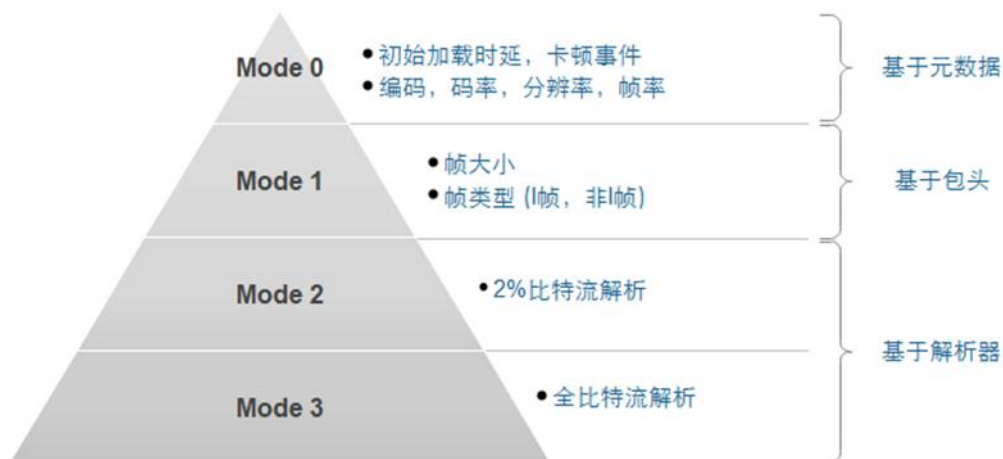 Mode 0
• 初始加载时延，卡顿事件
• 编码，码率，分辨率，帧率
基于元数据
Mode 1
• 帧大小
• 帧类型 (I帧，非I帧)
基于包头
Mode 2
• 2%比特流解析
基于解析器
Mode 3
• 全比特流解析